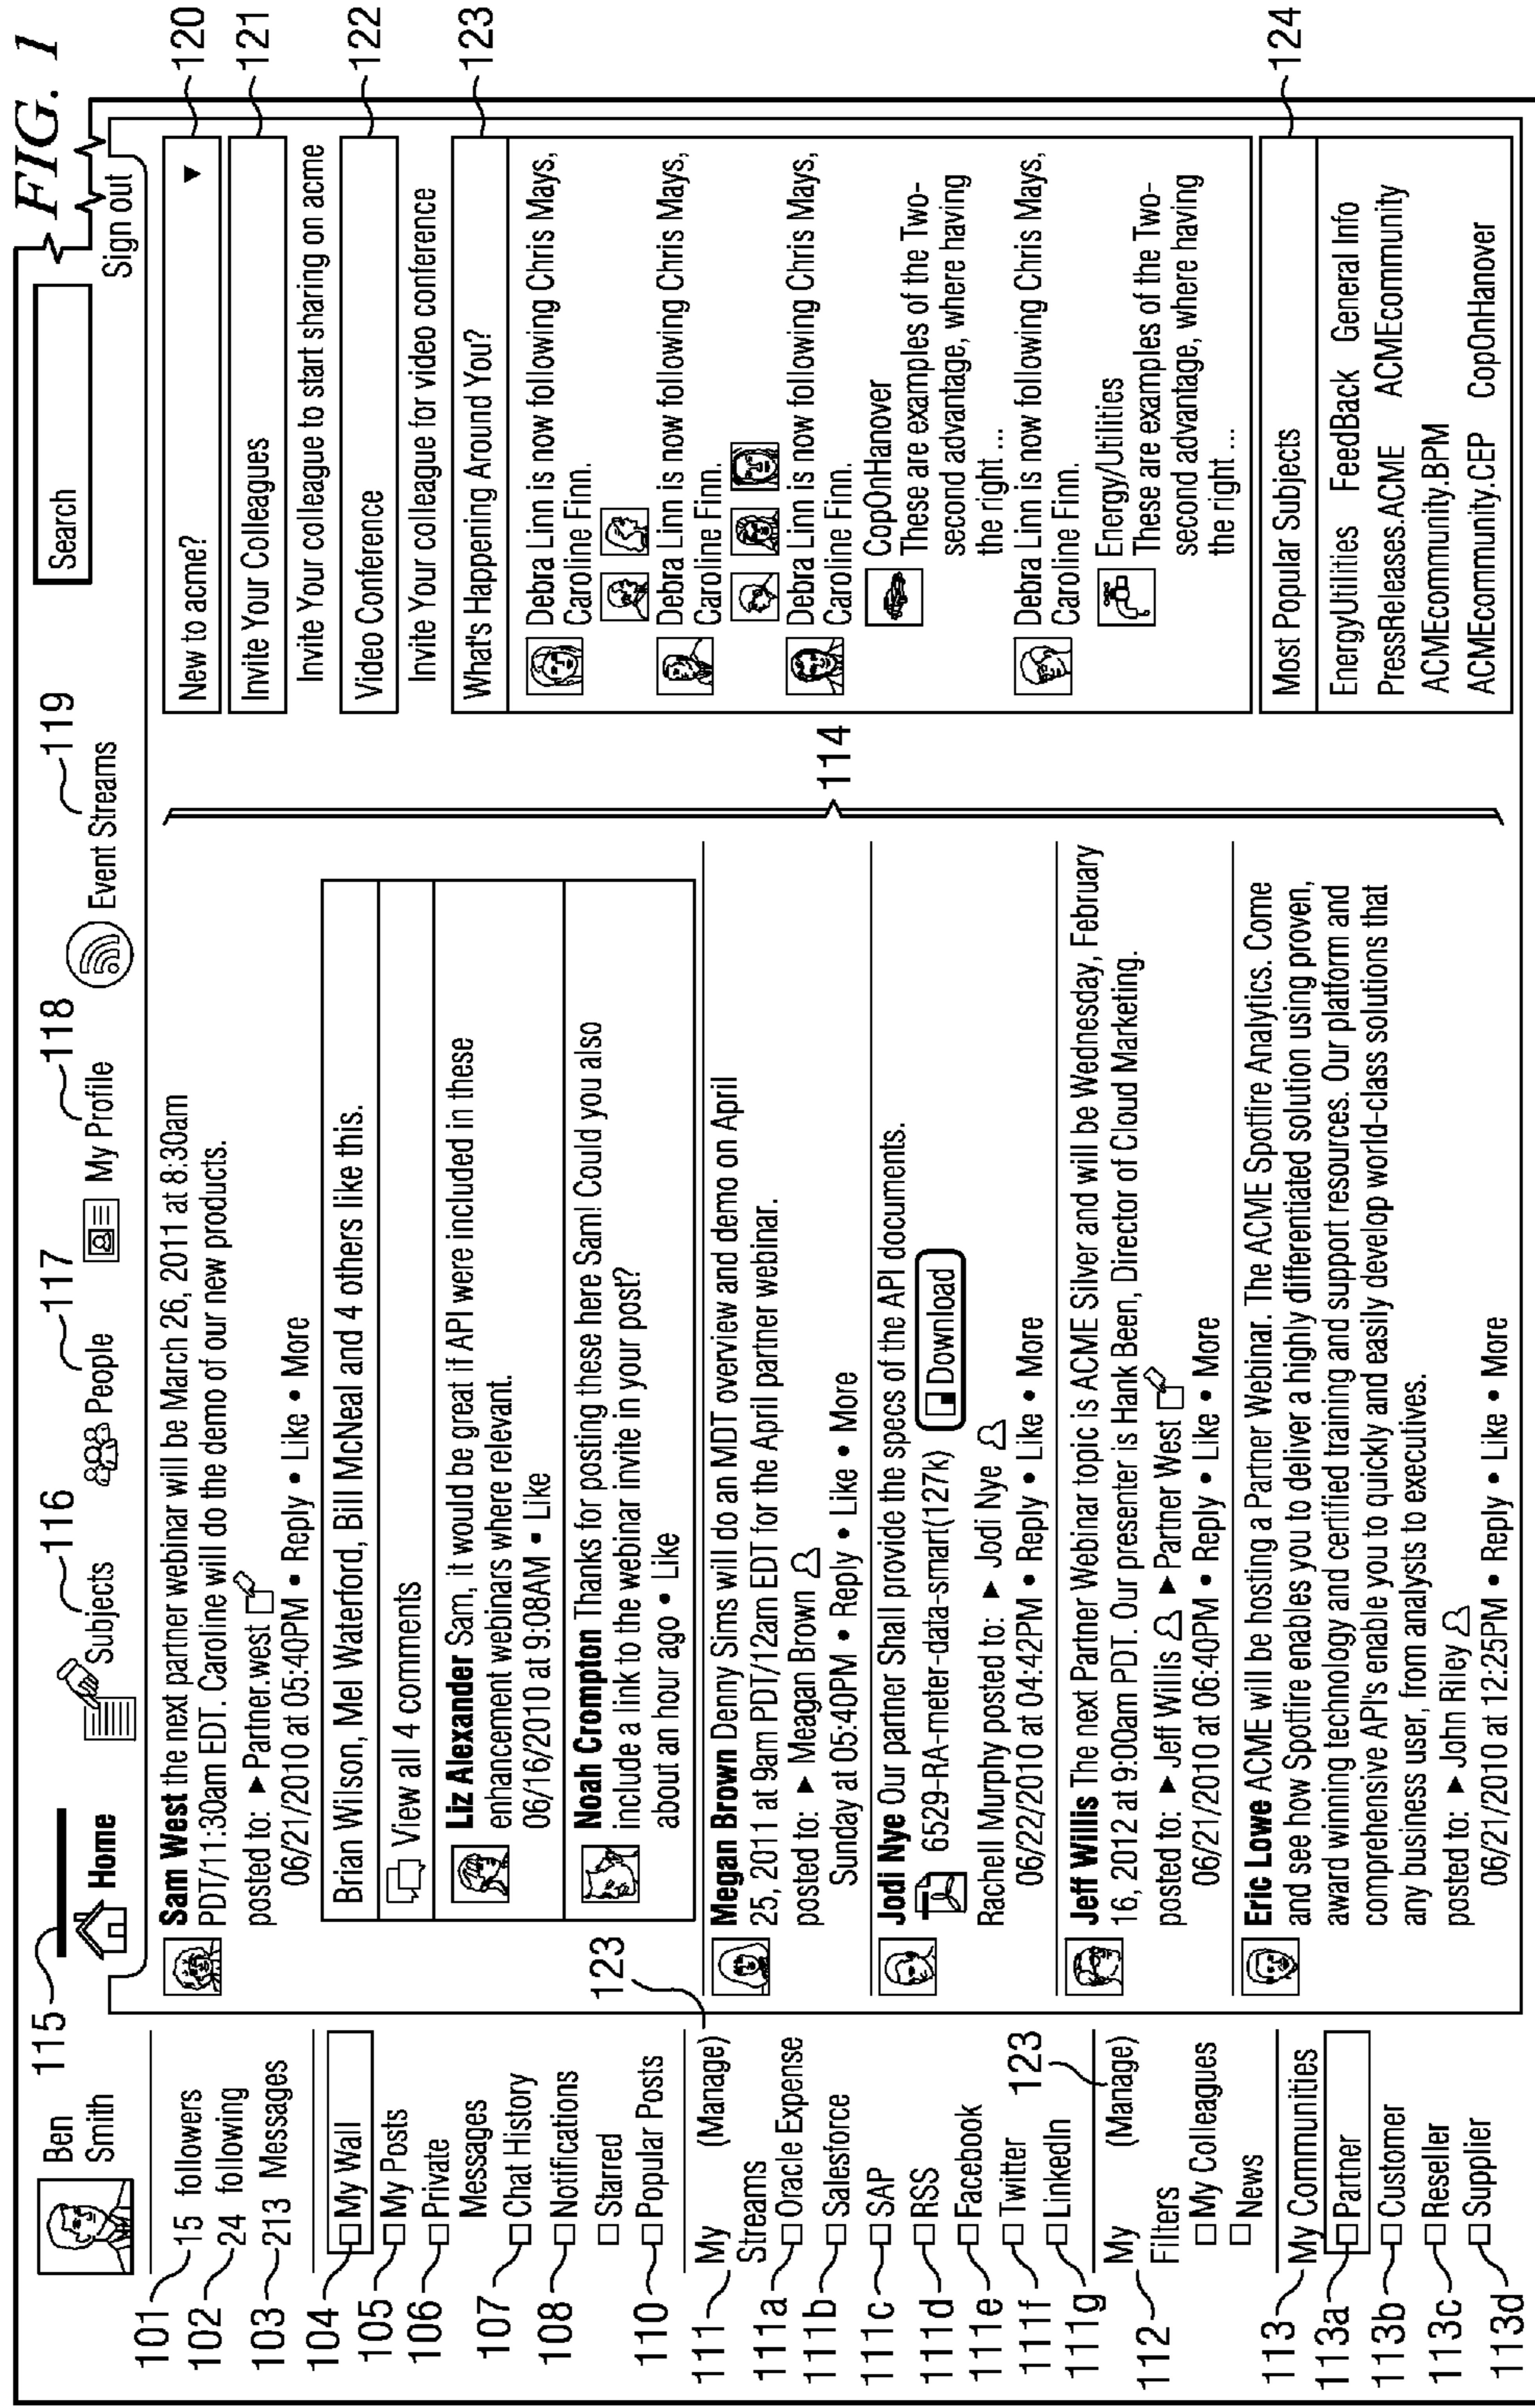 FIG. 1
115
116
117
118
119
Ben
Smith
Home
Subjects
People
My Profile
Event Streams
Search
Sign out
101
15 followers
102
24 following
103
213 Messages
104
My Wall
105
My Posts
106
Private
Messages
107
Chat History
108
Notifications
Starred
110
Popular Posts
123
111
My (Manage)
Streams
111a
Oracle Expense
111b
Salesforce
111c
SAP
111d
RSS
111e
Facebook
111f
Twitter
111g
LinkedIn
123
112
My (Manage)
Filters
My Colleagues
News
113
My Communities
113a
Partner
113b
Customer
113c
Reseller
113d
Supplier
Sam West the next partner webinar will be March 26, 2011 at 8:30am
PDT/11:30am EDT. Caroline will do the demo of our new products.
posted to: ► Partner.west
06/21/2010 at 05:40PM • Reply • Like • More
Brian Wilson, Mel Waterford, Bill McNeal and 4 others like this.
View all 4 comments
Liz Alexander Sam, it would be great if API were included in these
enhancement webinars where relevant.
06/16/2010 at 9:08AM • Like
Noah Crompton Thanks for posting these here Sam! Could you also
include a link to the webinar invite in your post?
about an hour ago • Like
Megan Brown Denny Sims will do an MDT overview and demo on April
25, 2011 at 9am PDT/12am EDT for the April partner webinar.
posted to: ► Meagan Brown
Sunday at 05:40PM • Reply • Like • More
Jodi Nye Our partner Shall provide the specs of the API documents.
6529-RA-meter-data-smart(127k) Download
Rachell Murphy posted to: ► Jodi Nye
06/22/2010 at 04:42PM • Reply • Like • More
Jeff Willis The next Partner Webinar topic is ACME Silver and will be Wednesday, February
16, 2012 at 9:00am PDT. Our presenter is Hank Been, Director of Cloud Marketing.
posted to: ► Jeff Willis ► Partner West
06/21/2010 at 06:40PM • Reply • Like • More
Eric Lowe ACME will be hosting a Partner Webinar. The ACME Spotfire Analytics. Come
and see how Spotfire enables you to deliver a highly differentiated solution using proven,
award winning technology and certified training and support resources. Our platform and
comprehensive API's enable you to quickly and easily develop world-class solutions that
any business user, from analysts to executives.
posted to: ► John Riley
06/21/2010 at 12:25PM • Reply • Like • More
114
New to acme? ▼
120
Invite Your Colleagues
121
Invite Your colleague to start sharing on acme
Video Conference
122
Invite Your colleague for video conference
What's Happening Around You?
123
Debra Linn is now following Chris Mays,
Caroline Finn.
Debra Linn is now following Chris Mays,
Caroline Finn.
Debra Linn is now following Chris Mays,
Caroline Finn.
CopOnHanover
These are examples of the Two-
second advantage, where having
the right ...
Debra Linn is now following Chris Mays,
Caroline Finn.
Energy/Utilities
These are examples of the Two-
second advantage, where having
the right ...
Most Popular Subjects
124
EnergyUtilities FeedBack General Info
PressReleases.ACME ACMEcommunity
ACMEcommunity.BPM
ACMEcommunity.CEP CopOnHanover